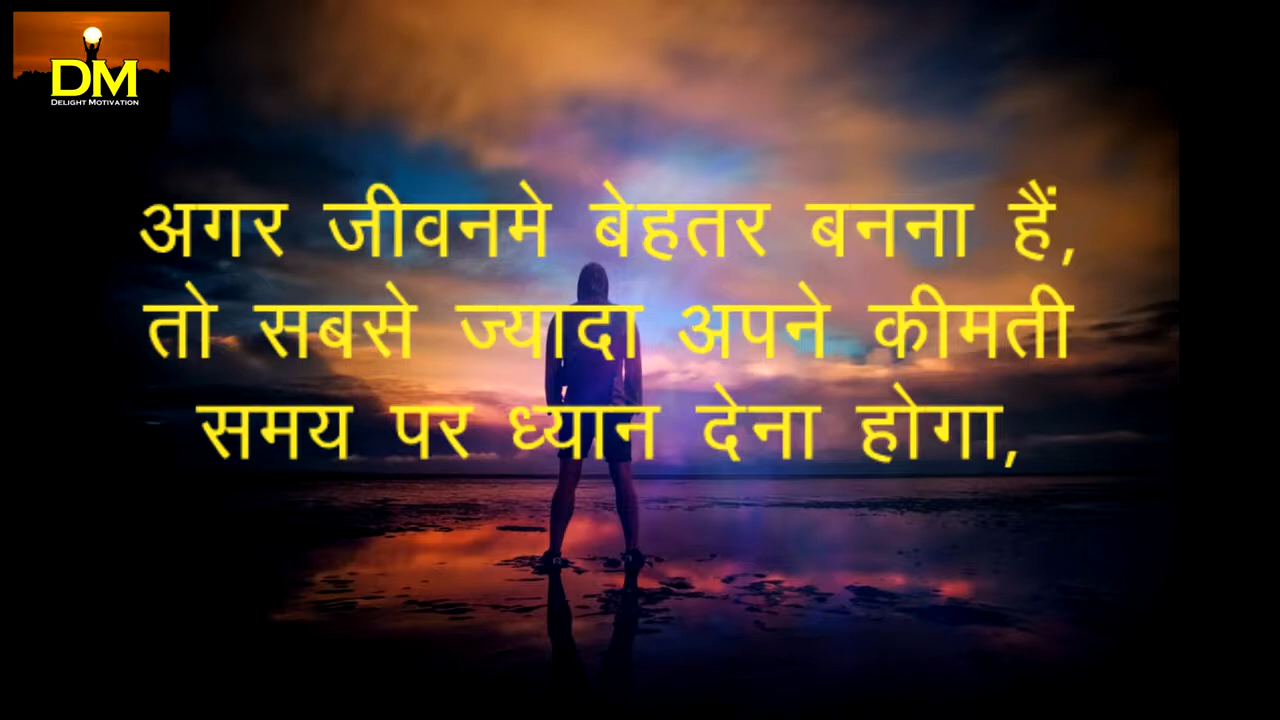 DM
DELIGHT MOTIVATION
अगर जीवनमे बेहतर बनना हैं,
तो सबसे ज्यादा अपने कीमती
समय पर ध्यान देना होगा,